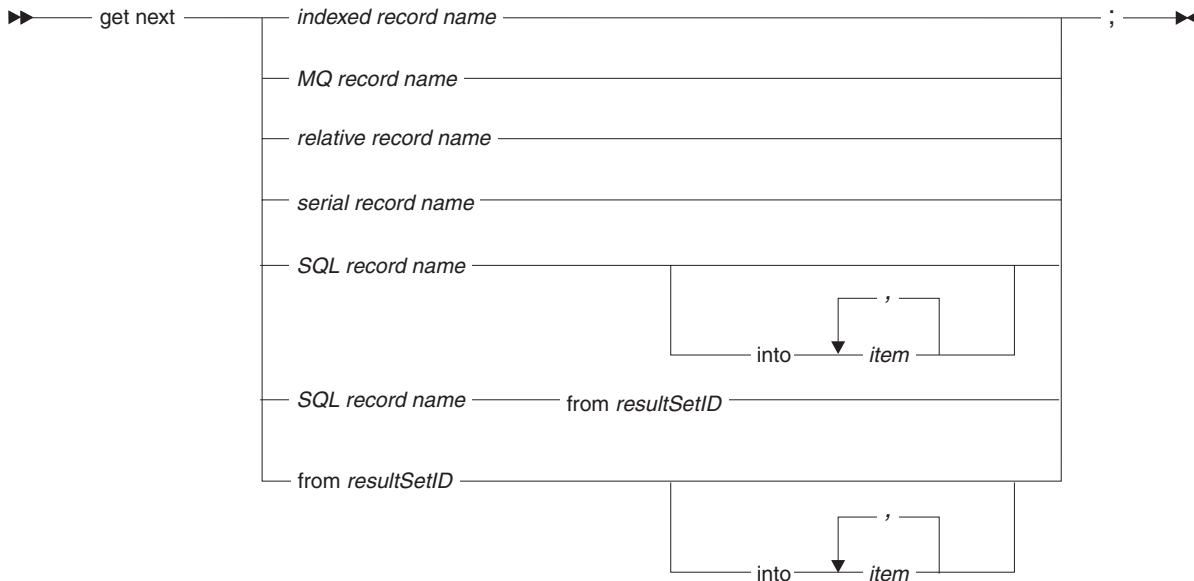 get next indexed record name ;
MQ record name
relative record name
serial record name
SQL record name
,
into item
SQL record name from resultSetID
from resultSetID
,
into item